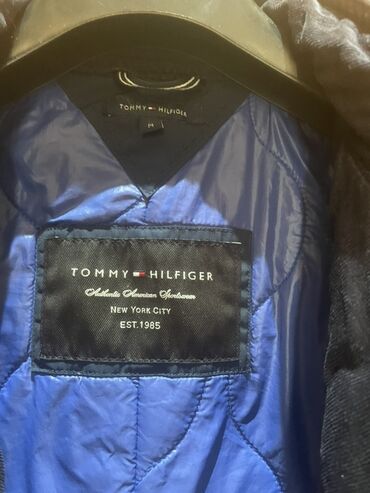 TOMMY HILFIGER
M
TOMMY HILFIGER
Authentic American Sportswear
NEW YORK CITY
EST. 1985